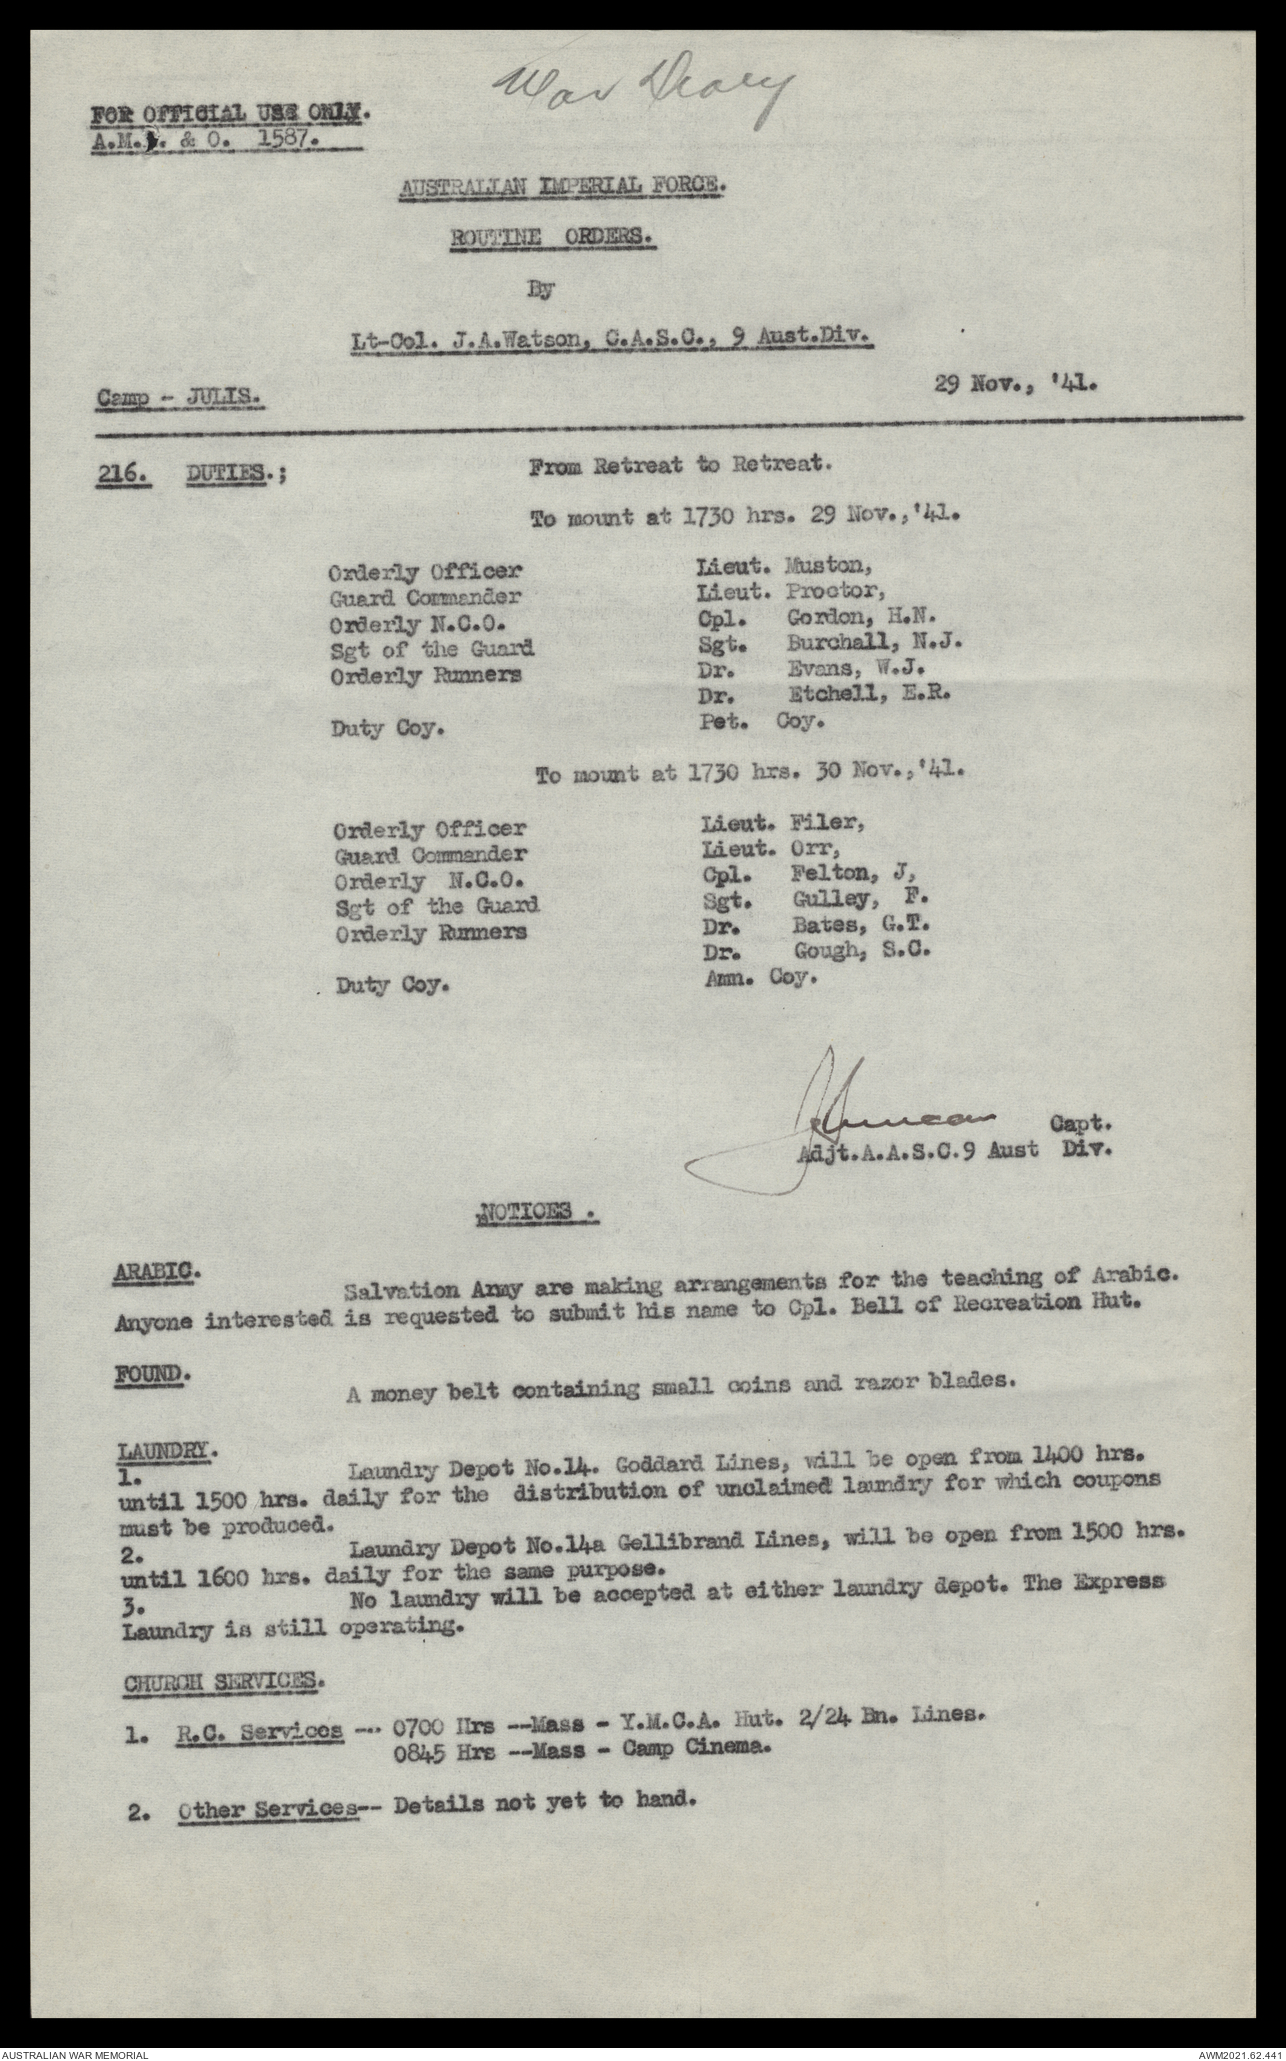 War Diary
FOR OFFICIAL USE ONLY.
A.M.R. & O. 1587.
AUSTRALIAN IMPERIAL FORCE.
ROUTINE ORDERS.
By
Lt-Col. J.A.Watson, C.A.S.C., 9 Aust.Div.
Camp - JULIS. 29 Nov., '41.
216. DUTIES.; From Retreat to Retreat.
To mount at 1730 hrs. 29 Nov.,'41.
Orderly Officer Lieut. Muston,
Guard Commander Lieut. Proctor,
Orderly N.C.O. Cpl. Gordon, H.N.
Sgt of the Guard Sgt. Burchall, N.J.
Orderly Runners Dr. Evans, W.J.
Dr. Etchell, E.R.
Duty Coy. Pet. Coy.
To mount at 1730 hrs. 30 Nov.,'41.
Orderly Officer Lieut. Filer,
Guard Commander Lieut. Orr,
Orderly N.C.O. Cpl. Felton, J,
Sgt of the Guard Sgt. Gulley, F.
Orderly Runners Dr. Bates, G.T.
Dr. Gough, S.C.
Duty Coy. Amn. Coy.
Capt.
Adjt.A.A.S.C.9 Aust Div.
NOTICES .
ARABIC.
Salvation Army are making arrangements for the teaching of Arabic.
Anyone interested is requested to submit his name to Cpl. Bell of Recreation Hut.
FOUND.
A money belt containing small coins and razor blades.
LAUNDRY.
1. Laundry Depot No.14. Goddard Lines, will be open from 1400 hrs.
until 1500 hrs. daily for the distribution of unclaimed laundry for which coupons
must be produced.
2. Laundry Depot No.14a Gellibrand Lines, will be open from 1500 hrs.
until 1600 hrs. daily for the same purpose.
3. No laundry will be accepted at either laundry depot. The Express
Laundry is still operating.
CHURCH SERVICES.
1. R.C. Services -- 0700 Hrs --Mass - Y.M.C.A. Hut. 2/24 Bn. Lines.
0845 Hrs --Mass - Camp Cinema.
2. Other Services-- Details not yet to hand.
AUSTRALIAN WAR MEMORIAL AWM2021.62.441